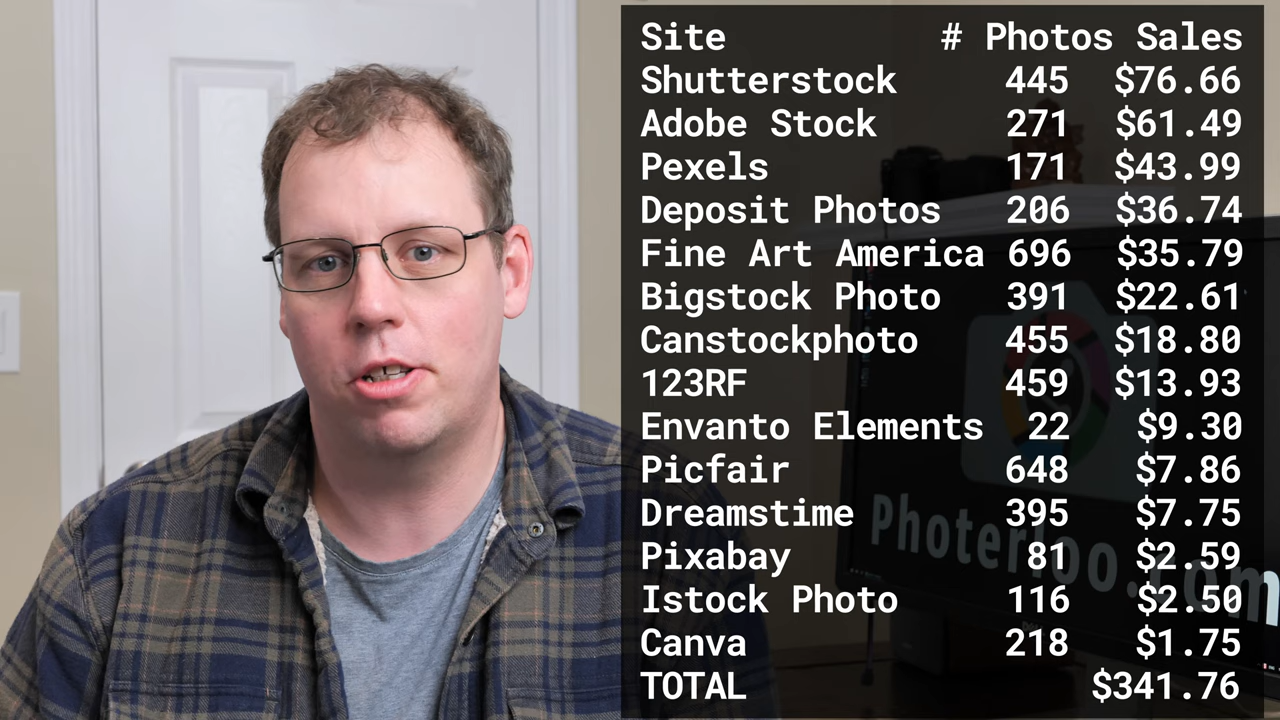 Site # Photos Sales
Shutterstock 445 $76.66
Adobe Stock 271 $61.49
Pexels 171 $43.99
Deposit Photos 206 $36.74
Fine Art America 696 $35.79
Bigstock Photo 391 $22.61
Canstockphoto 455 $18.80
123RF 459 $13.93
Envanto Elements 22 $9.30
Picfair 648 $7.86
Dreamstime 395 $7.75
Pixabay 81 $2.59
Istock Photo 116 $2.50
Canva 218 $1.75
TOTAL $341.76
Photerloo.com